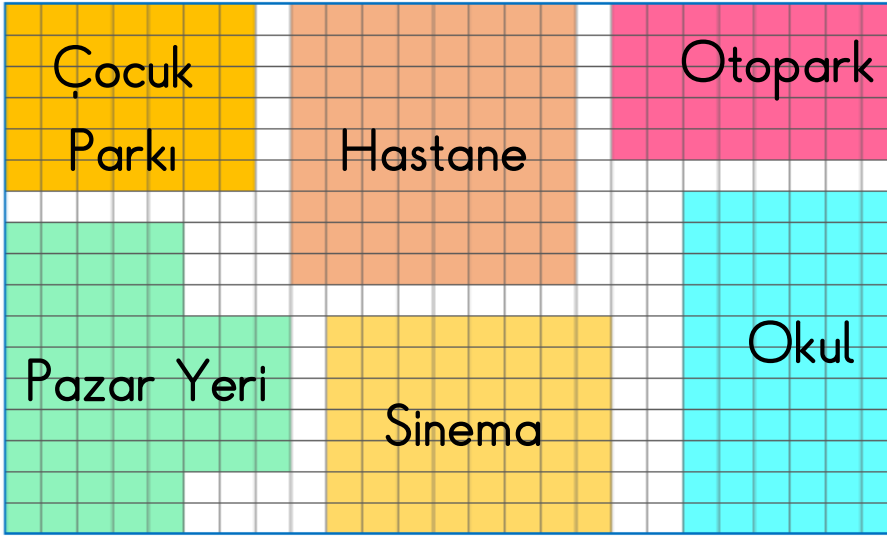 Çocuk
Parkı
Hastane
Otopark
Pazar Yeri
Sinema
Okul